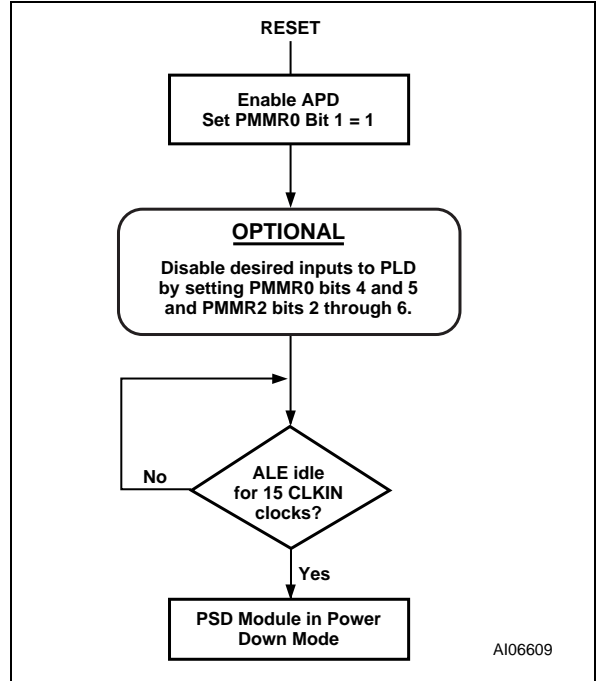 RESET
Enable APD
Set PMMR0 Bit 1 = 1
OPTIONAL
Disable desired inputs to PLD
by setting PMMR0 bits 4 and 5
and PMMR2 bits 2 through 6.
No
ALE idle
for 15 CLKIN
clocks?
Yes
PSD Module in Power
Down Mode
AI06609